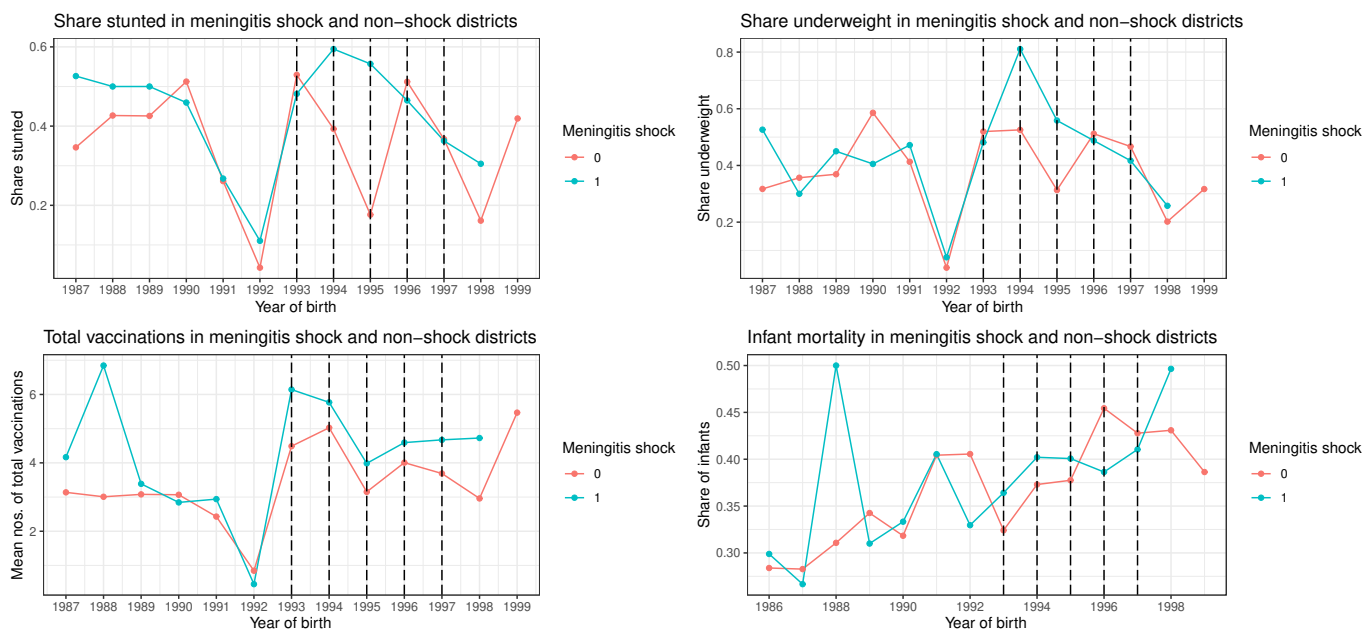 Share stunted in meningitis shock and non−shock districts
0.6
0.4
0.2
Share stunted
1987 1988 1989 1990 1991 1992 1993 1994 1995 1996 1997 1998 1999
Year of birth
Meningitis shock
0
1
Share underweight in meningitis shock and non−shock districts
0.8
0.6
0.4
0.2
Share underweight
1987 1988 1989 1990 1991 1992 1993 1994 1995 1996 1997 1998 1999
Year of birth
Meningitis shock
0
1
Total vaccinations in meningitis shock and non−shock districts
6
4
2
Mean nos. of total vaccinations
1987 1988 1989 1990 1991 1992 1993 1994 1995 1996 1997 1998 1999
Year of birth
Meningitis shock
0
1
Infant mortality in meningitis shock and non−shock districts
0.50
0.45
0.40
0.35
0.30
Share of infants
1986 1988 1990 1992 1994 1996 1998
Year of birth
Meningitis shock
0
1